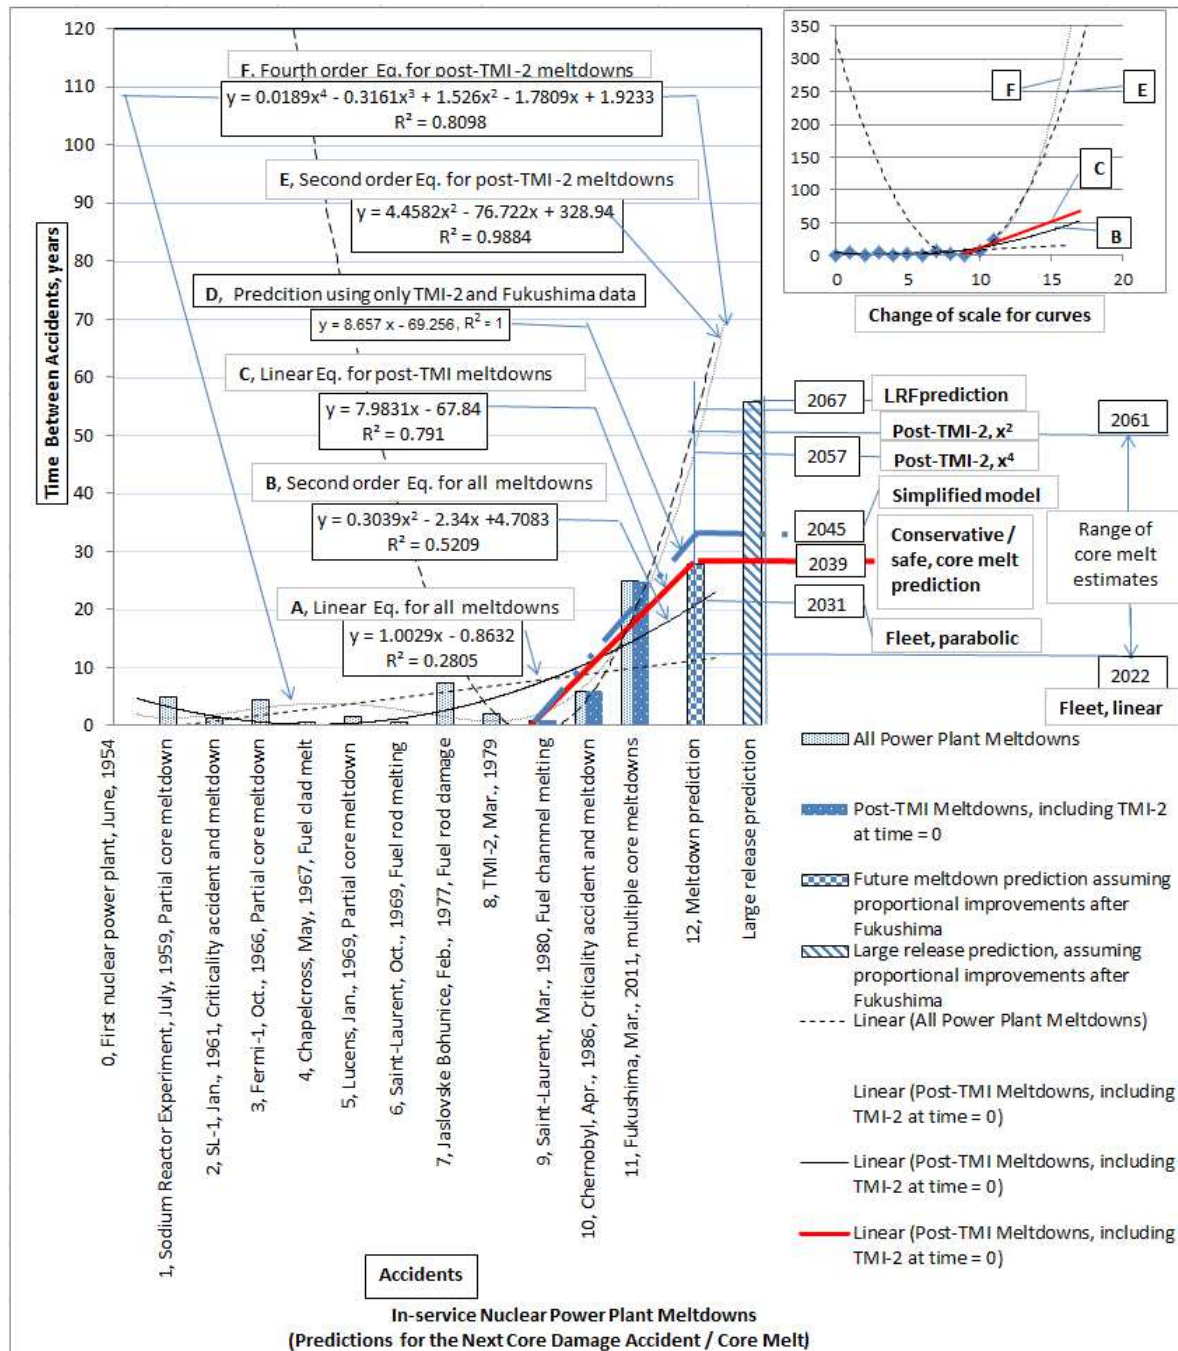 120
110
100
90
80
70
60
50
40
30
20
10
0
Time Between Accidents, years
F, Fourth order Eq. for post-TMI -2 meltdowns
y = 0.0189x⁴ - 0.3161x³ + 1.526x² - 1.7809x + 1.9233
R² = 0.8098
E, Second order Eq. for post-TMI -2 meltdowns
y = 4.4582x² - 76.722x + 328.94
R² = 0.9884
D, Predcition using only TMI-2 and Fukushima data
y = 8.657 x - 69.256, R² = 1
C, Linear Eq. for post-TMI meltdowns
y = 7.9831x - 67.84
R² = 0.791
B, Second order Eq. for all meltdowns
y = 0.3039x² - 2.34x +4.7083
R² = 0.5209
A, Linear Eq. for all meltdowns
y = 1.0029x - 0.8632
R² = 0.2805
350
300
250
200
150
100
50
0
0 5 10 15 20
F
E
C
B
Change of scale for curves
2067
LRF prediction
2061
Post-TMI-2, x²
2057
Post-TMI-2, x⁴
Simplified model
2045
Conservative /
safe, core melt
prediction
2039
Range of
core melt
estimates
2031
Fleet, parabolic
2022
Fleet, linear
0, First nuclear power plant, June, 1954
1, Sodium Reactor Experiment, July, 1959, Partial core meltdown
2, SL-1, Jan., 1961, Criticality accident and meltdown
3, Fermi-1, Oct., 1966, Partial core meltdown
4, Chapelcross, May, 1967, Fuel clad melt
5, Lucens, Jan., 1969, Partial core meltdown
6, Saint-Laurent, Oct., 1969, Fuel rod melting
7, Jaslovske Bohunice, Feb., 1977, Fuel rod damage
8, TMI-2, Mar., 1979
9, Saint-Laurent, Mar., 1980, Fuel channel melting
10, Chernobyl, Apr., 1986, Criticality accident and meltdown
11, Fukushima, Mar., 2011, multiple core meltdowns
12, Meltdown prediction
Large release prediction
All Power Plant Meltdowns
Post-TMI Meltdowns, including TMI-2
at time = 0
Future meltdown prediction assuming
proportional improvements after
Fukushima
Large release prediction, assuming
proportional improvements after
Fukushima
Linear (All Power Plant Meltdowns)
Linear (Post-TMI Meltdowns, including
TMI-2 at time = 0)
Linear (Post-TMI Meltdowns, including
TMI-2 at time = 0)
Linear (Post-TMI Meltdowns, including
TMI-2 at time = 0)
Accidents
In-service Nuclear Power Plant Meltdowns
(Predictions for the Next Core Damage Accident / Core Melt)